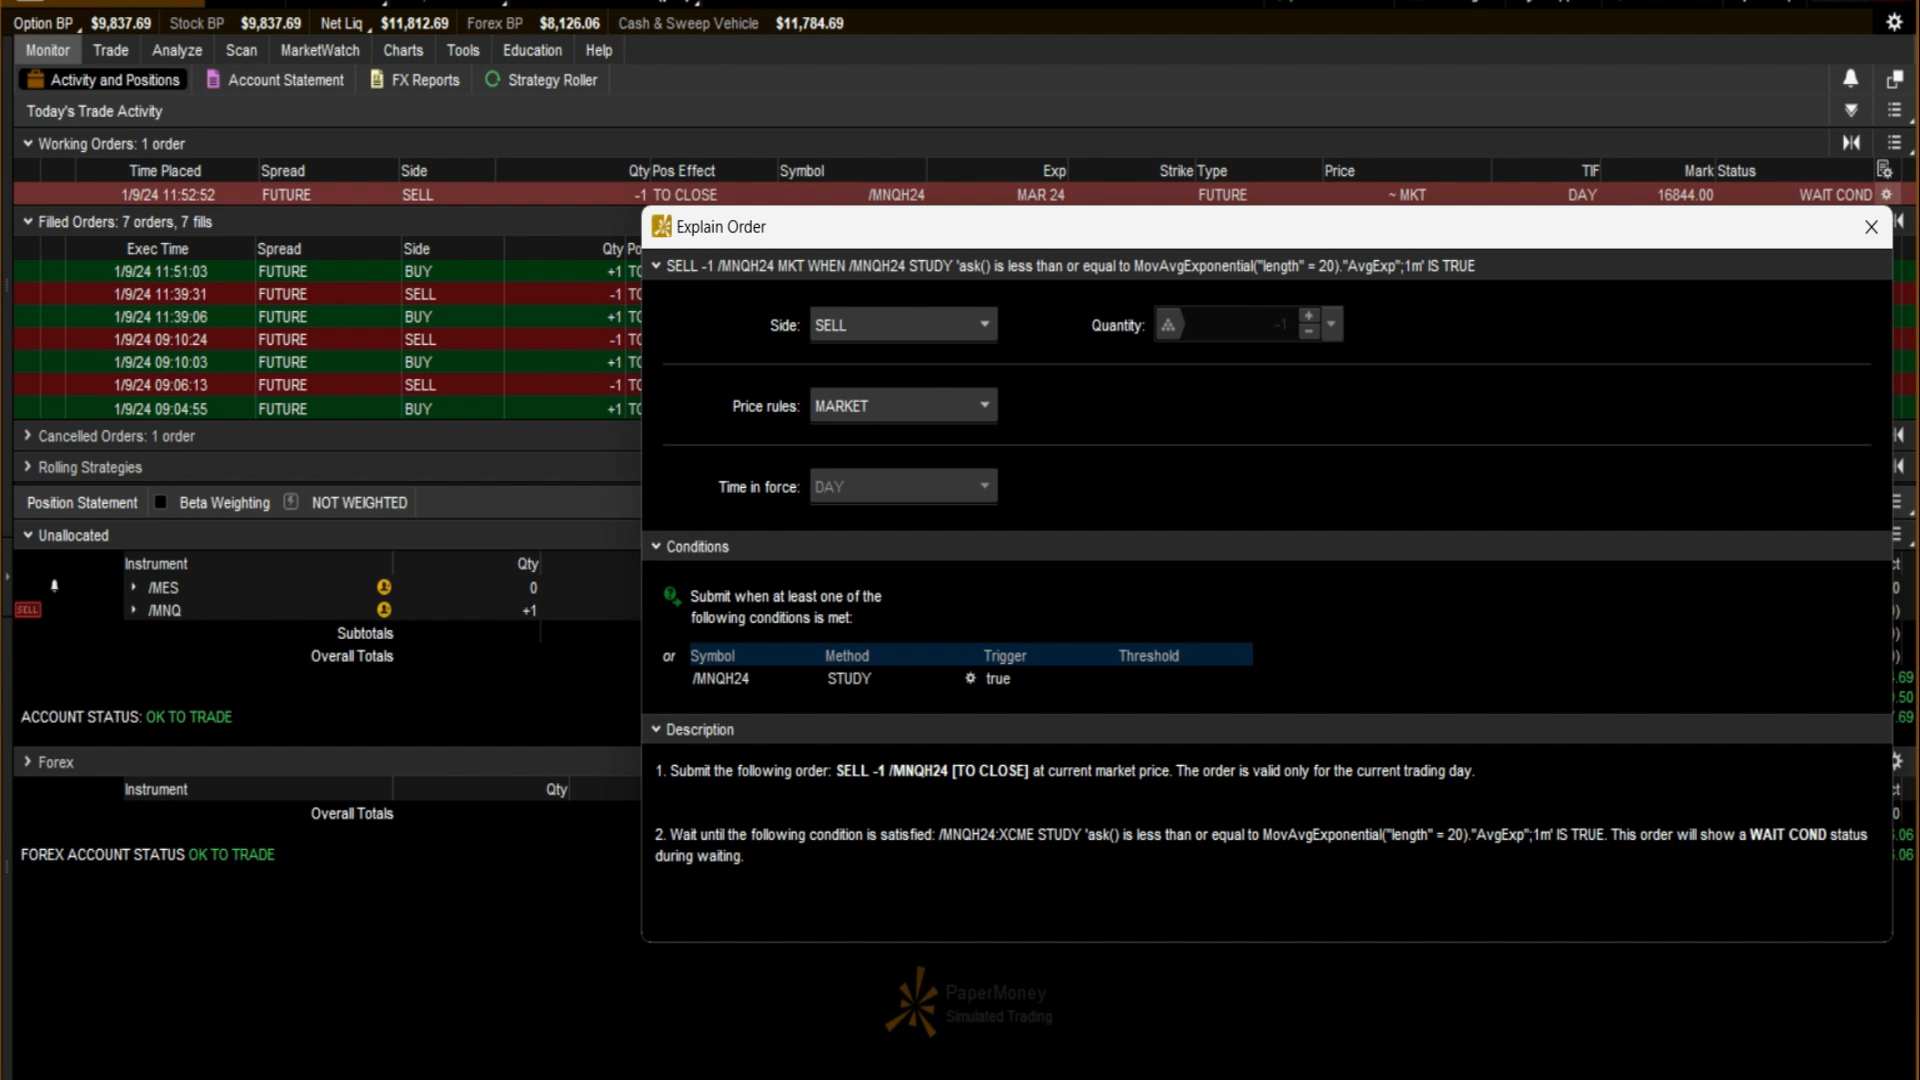 Option BP $9,837.69 Stock BP $9,837.69 Net Liq $11,812.69 Forex BP $8,126.06 Cash & Sweep Vehicle $11,784.69
Monitor Trade Analyze Scan MarketWatch Charts Tools Education Help
Activity and Positions Account Statement FX Reports Strategy Roller
Today's Trade Activity
Working Orders: 1 order
Time Placed Spread Side Qty Pos Effect Symbol Exp Strike Type Price TIF Mark Status
1/9/24 11:52:52 FUTURE SELL -1 TO CLOSE /MNQH24 MAR 24 FUTURE ~ MKT DAY 16844.00 WAIT COND
Filled Orders: 7 orders, 7 fills
Exec Time Spread Side Qty Po
1/9/24 11:51:03 FUTURE BUY +1 TO
1/9/24 11:39:31 FUTURE SELL -1 TO
1/9/24 11:39:06 FUTURE BUY +1 TO
1/9/24 09:10:24 FUTURE SELL -1 TO
1/9/24 09:10:03 FUTURE BUY +1 TO
1/9/24 09:06:13 FUTURE SELL -1 TO
1/9/24 09:04:55 FUTURE BUY +1 TO
Cancelled Orders: 1 order
Rolling Strategies
Position Statement Beta Weighting NOT WEIGHTED
Unallocated
Instrument Qty
/MES 0
SELL /MNQ +1
Subtotals
Overall Totals
ACCOUNT STATUS: OK TO TRADE
Forex
Instrument Qty
Overall Totals
FOREX ACCOUNT STATUS OK TO TRADE
Explain Order
SELL -1 /MNQH24 MKT WHEN /MNQH24 STUDY 'ask() is less than or equal to MovAvgExponential("length" = 20)."AvgExp";1m' IS TRUE
Side: SELL Quantity: -1
Price rules: MARKET
Time in force: DAY
Conditions
Submit when at least one of the
following conditions is met:
or Symbol Method Trigger Threshold
/MNQH24 STUDY true
Description
1. Submit the following order: SELL -1 /MNQH24 [TO CLOSE] at current market price. The order is valid only for the current trading day.
2. Wait until the following condition is satisfied: /MNQH24:XCME STUDY 'ask() is less than or equal to MovAvgExponential("length" = 20)."AvgExp";1m' IS TRUE. This order will show a WAIT COND status
during waiting.
PaperMoney
Simulated Trading